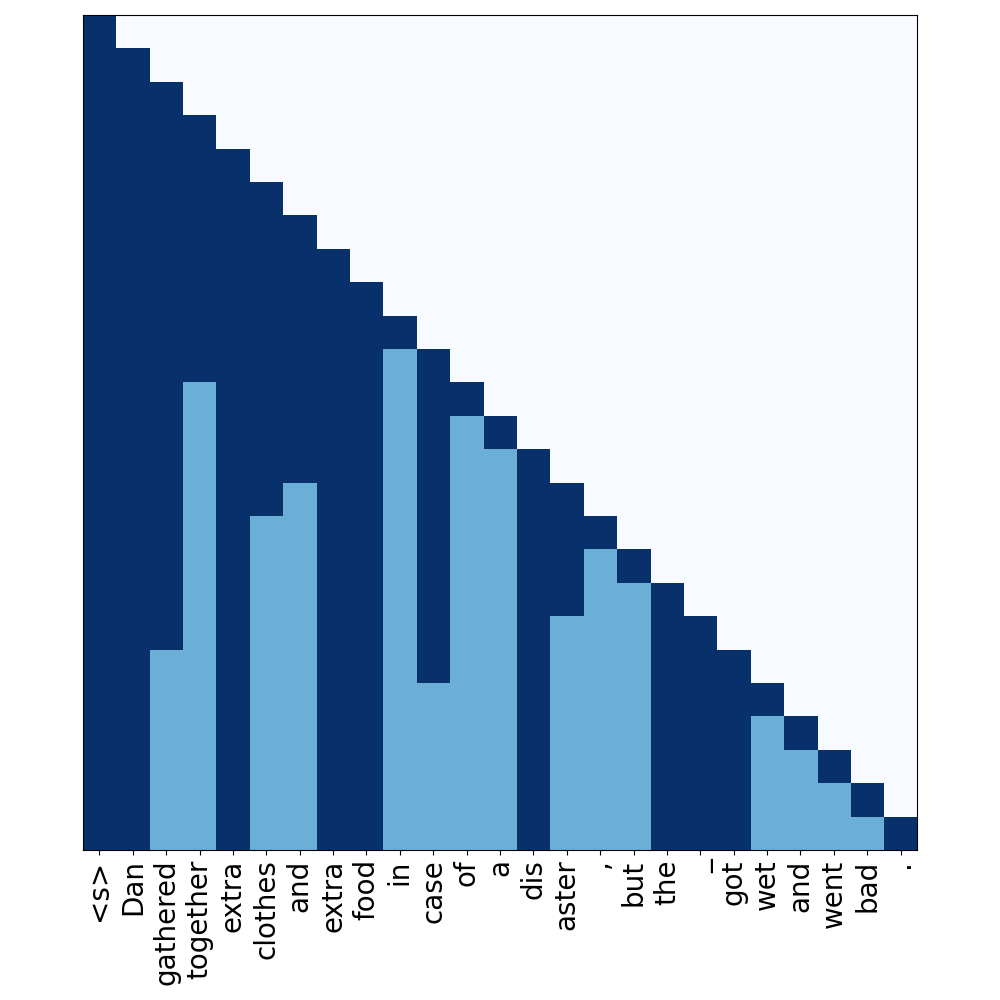 <s>
Dan
gathered
together
extra
clothes
and
extra
food
in
case
of
a
dis
aster
,
but
the
_
got
wet
and
went
bad
.